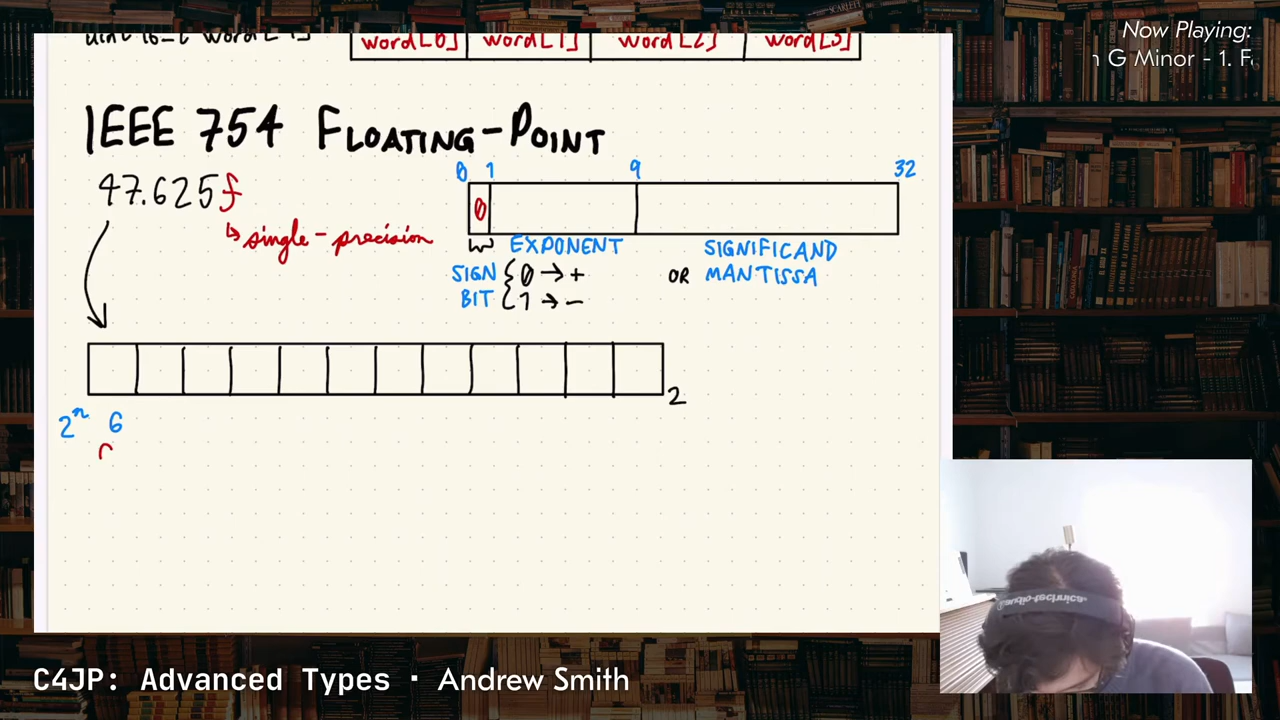 word[0] word[1] word[2] word[3]
IEEE 754 FLOATING-POINT
47.625f
↳ single-precision
0 1 9 32
0
EXPONENT
SIGNIFICAND
OR MANTISSA
SIGN BIT { 0 → +
{ 1 → -
2
2ⁿ 6
Now Playing:
n G Minor - 1.
C4JP: Advanced Types · Andrew Smith
audio-technica